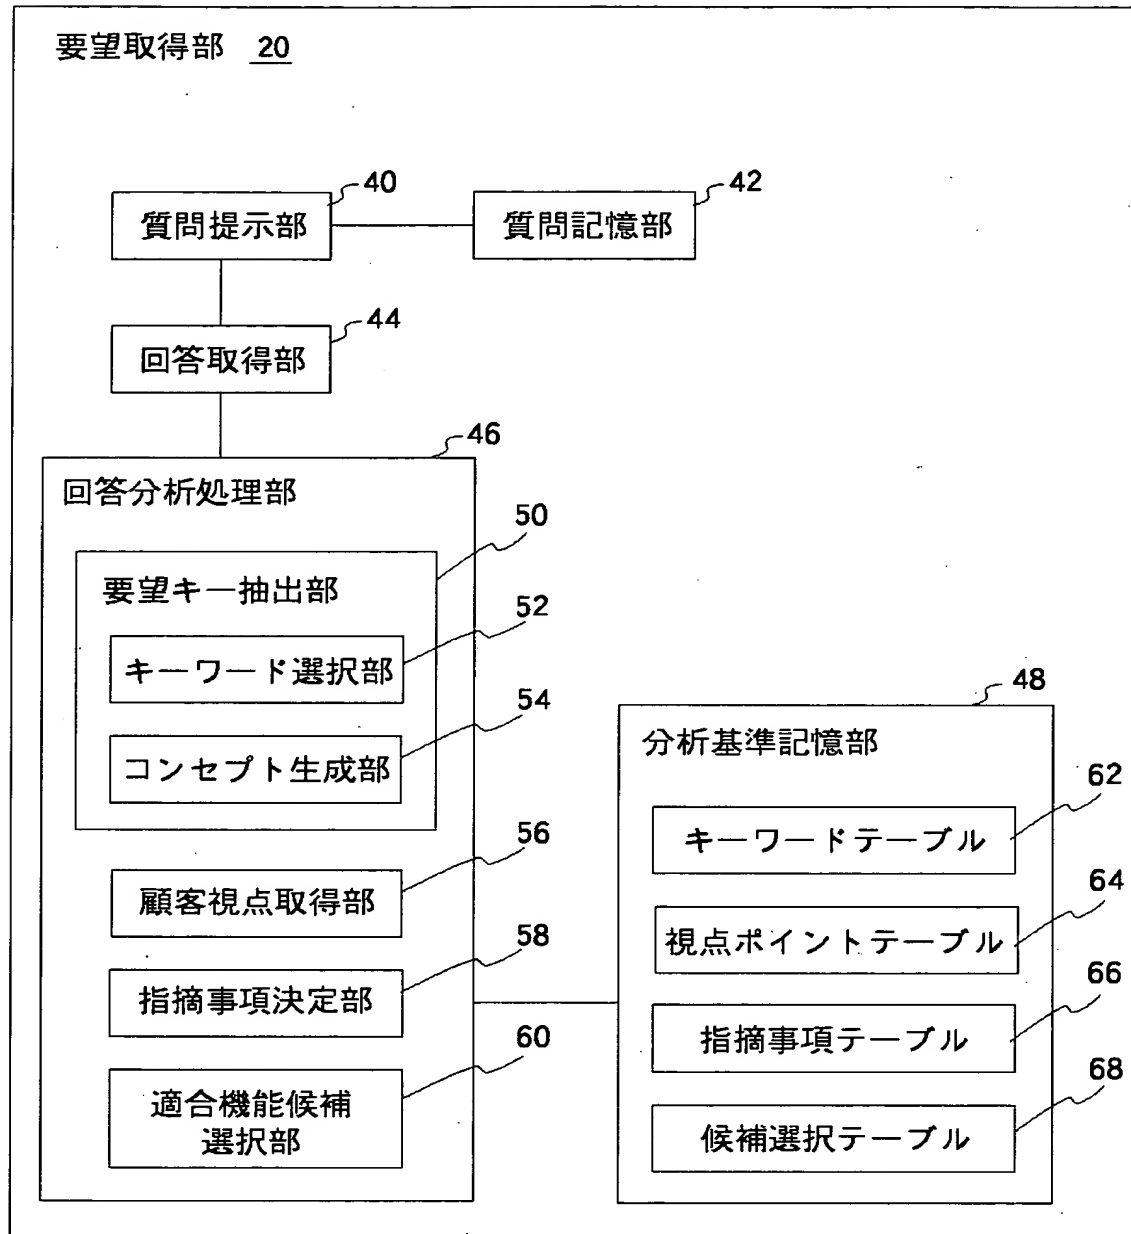 要望取得部 20
40
42
質問提示部
質問記憶部
44
回答取得部
46
回答分析処理部
50
要望キー抽出部
52
キーワード選択部
54
コンセプト生成部
56
顧客視点取得部
58
指摘事項決定部
60
適合機能候補
選択部
48
分析基準記憶部
62
キーワードテーブル
64
視点ポイントテーブル
66
指摘事項テーブル
68
候補選択テーブル